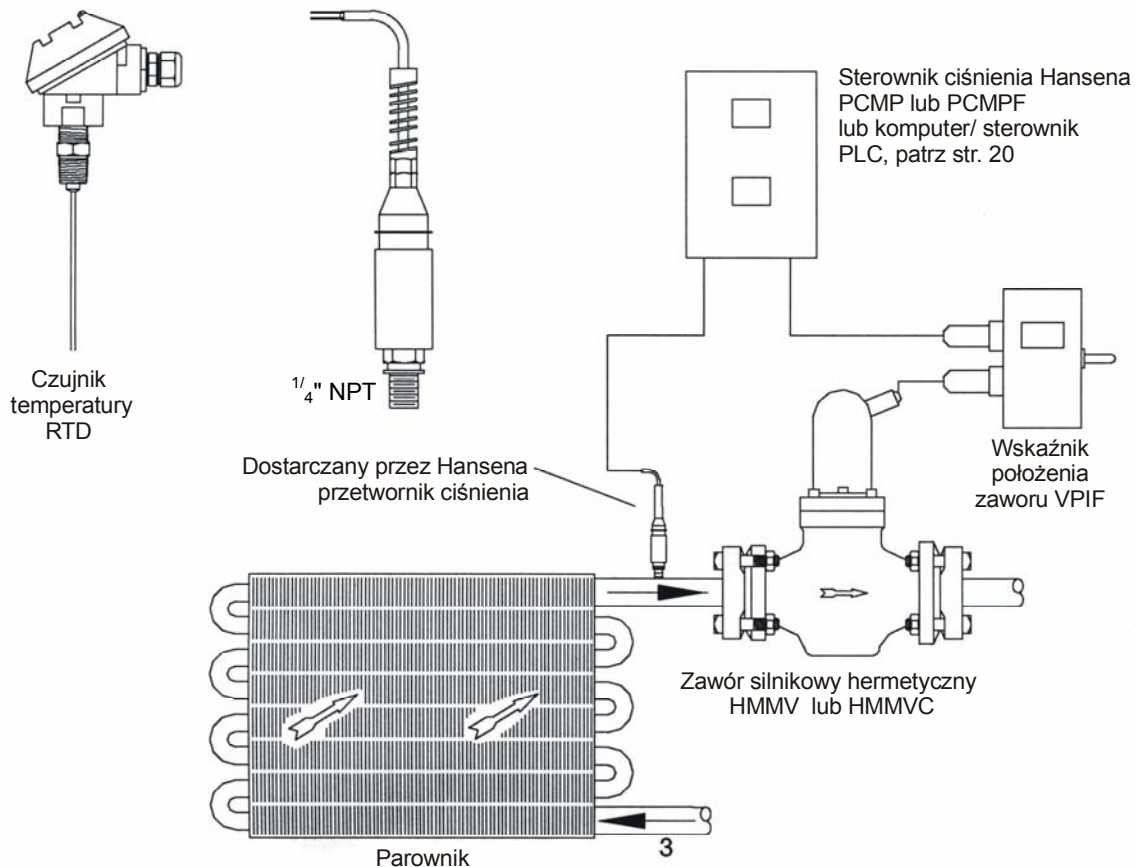 Sterownik ciśnienia Hansena
PCMP lub PCMPF
lub komputer/ sterownik
PLC, patrz str. 20
Czujnik
temperatury
RTD
1/4" NPT
Wskaźnik
położenia
zaworu VPIF
Dostarczany przez Hansena
przetwornik ciśnienia
Zawór silnikowy hermetyczny
HMMV lub HMMVC
Parownik
3